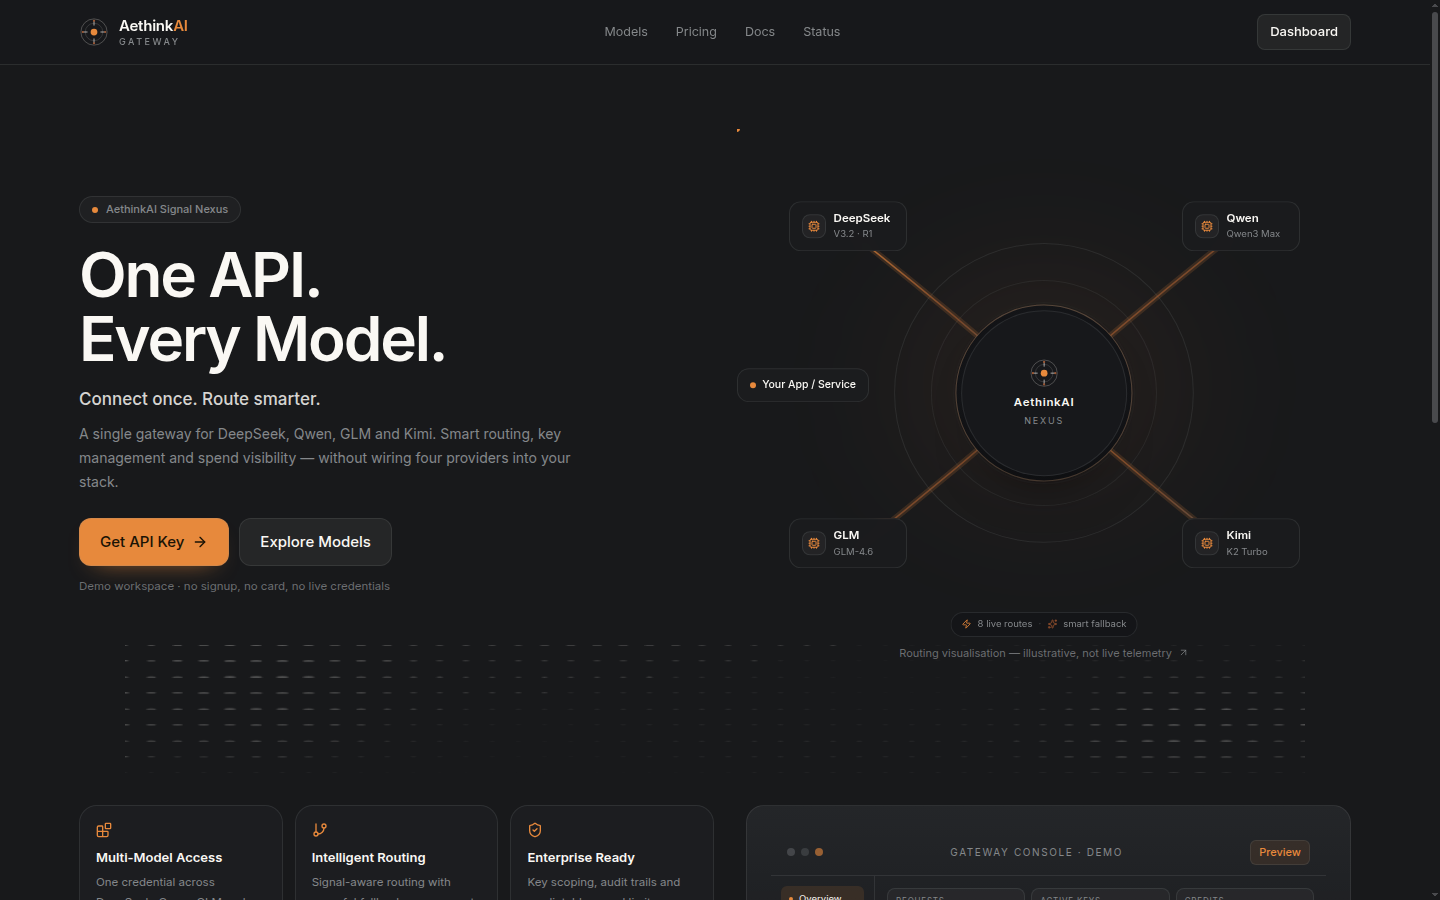 AethinkAI
GATEWAY
Models
Pricing
Docs
Status
Dashboard
AethinkAI Signal Nexus
One API.
Every Model.
Connect once. Route smarter.
A single gateway for DeepSeek, Qwen, GLM and Kimi. Smart routing, key
management and spend visibility — without wiring four providers into your
stack.
Get API Key →
Explore Models
Demo workspace · no signup, no card, no live credentials
DeepSeek
V3.2 · R1
Qwen
Qwen3 Max
Your App / Service
AethinkAI
NEXUS
GLM
GLM-4.6
Kimi
K2 Turbo
8 live routes · smart fallback
Routing visualisation — illustrative, not live telemetry
Multi-Model Access
One credential across
Intelligent Routing
Signal-aware routing with
Enterprise Ready
Key scoping, audit trails and
GATEWAY CONSOLE · DEMO
Preview
Overview
REQUESTS
ACTIVE KEYS
CREDITS